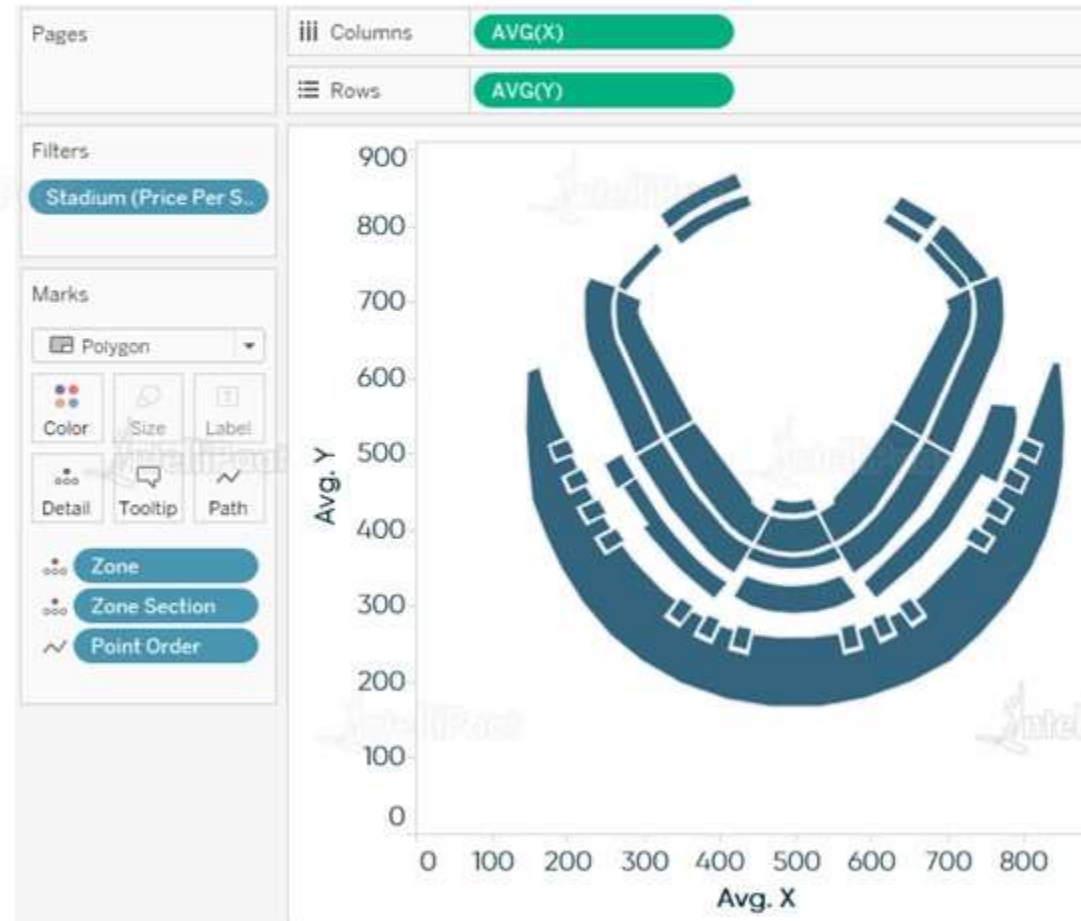 Pages
Columns
AVG(X)
Rows
AVG(Y)
Filters
Stadium (Price Per S..
Marks
Polygon
Color
Size
Label
Detail
Tooltip
Path
Zone
Zone Section
Point Order
Avg. Y
900
800
700
600
500
400
300
200
100
0
0 100 200 300 400 500 600 700 800
Avg. X